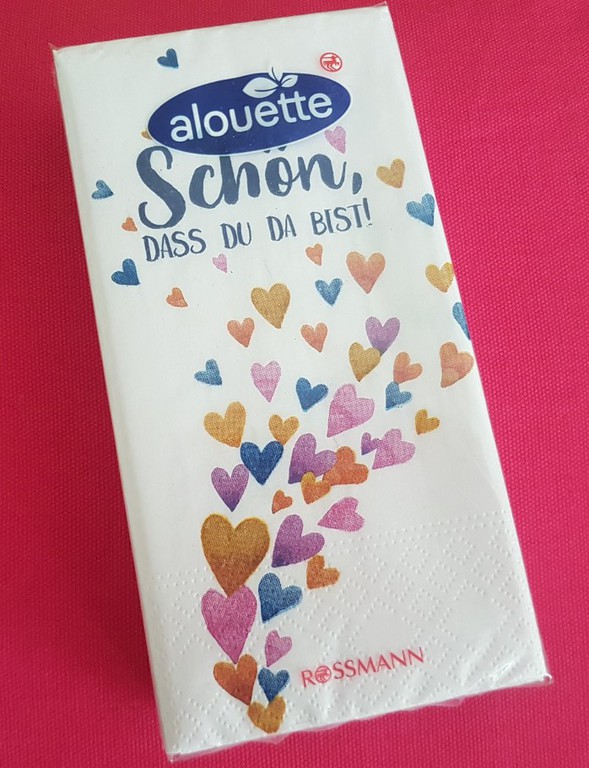 alouette
Schön,
DASS DU DA BIST!
ROSSMANN